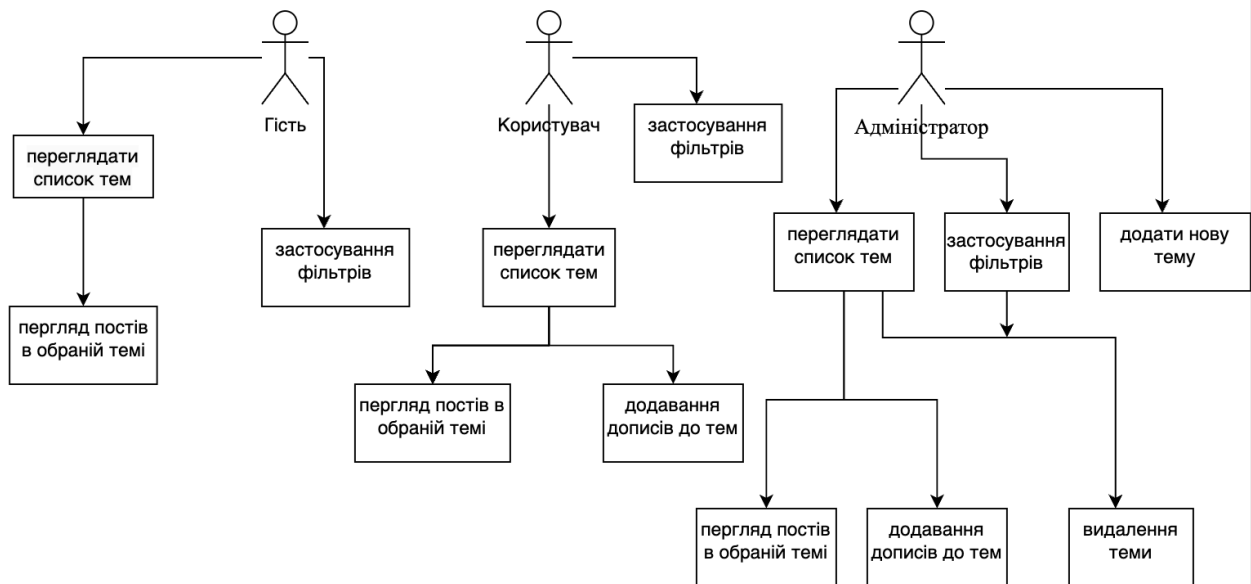 Гість
Користувач
Адміністратор
переглядати
список тем
пергляд постів
в обраній темі
застосування
фільтрів
застосування
фільтрів
переглядати
список тем
пергляд постів в
обраній темі
додавання
дописів до тем
переглядати
список тем
застосування
фільтрів
додати нову
тему
пергляд постів
в обраній темі
додавання
дописів до тем
видалення
теми